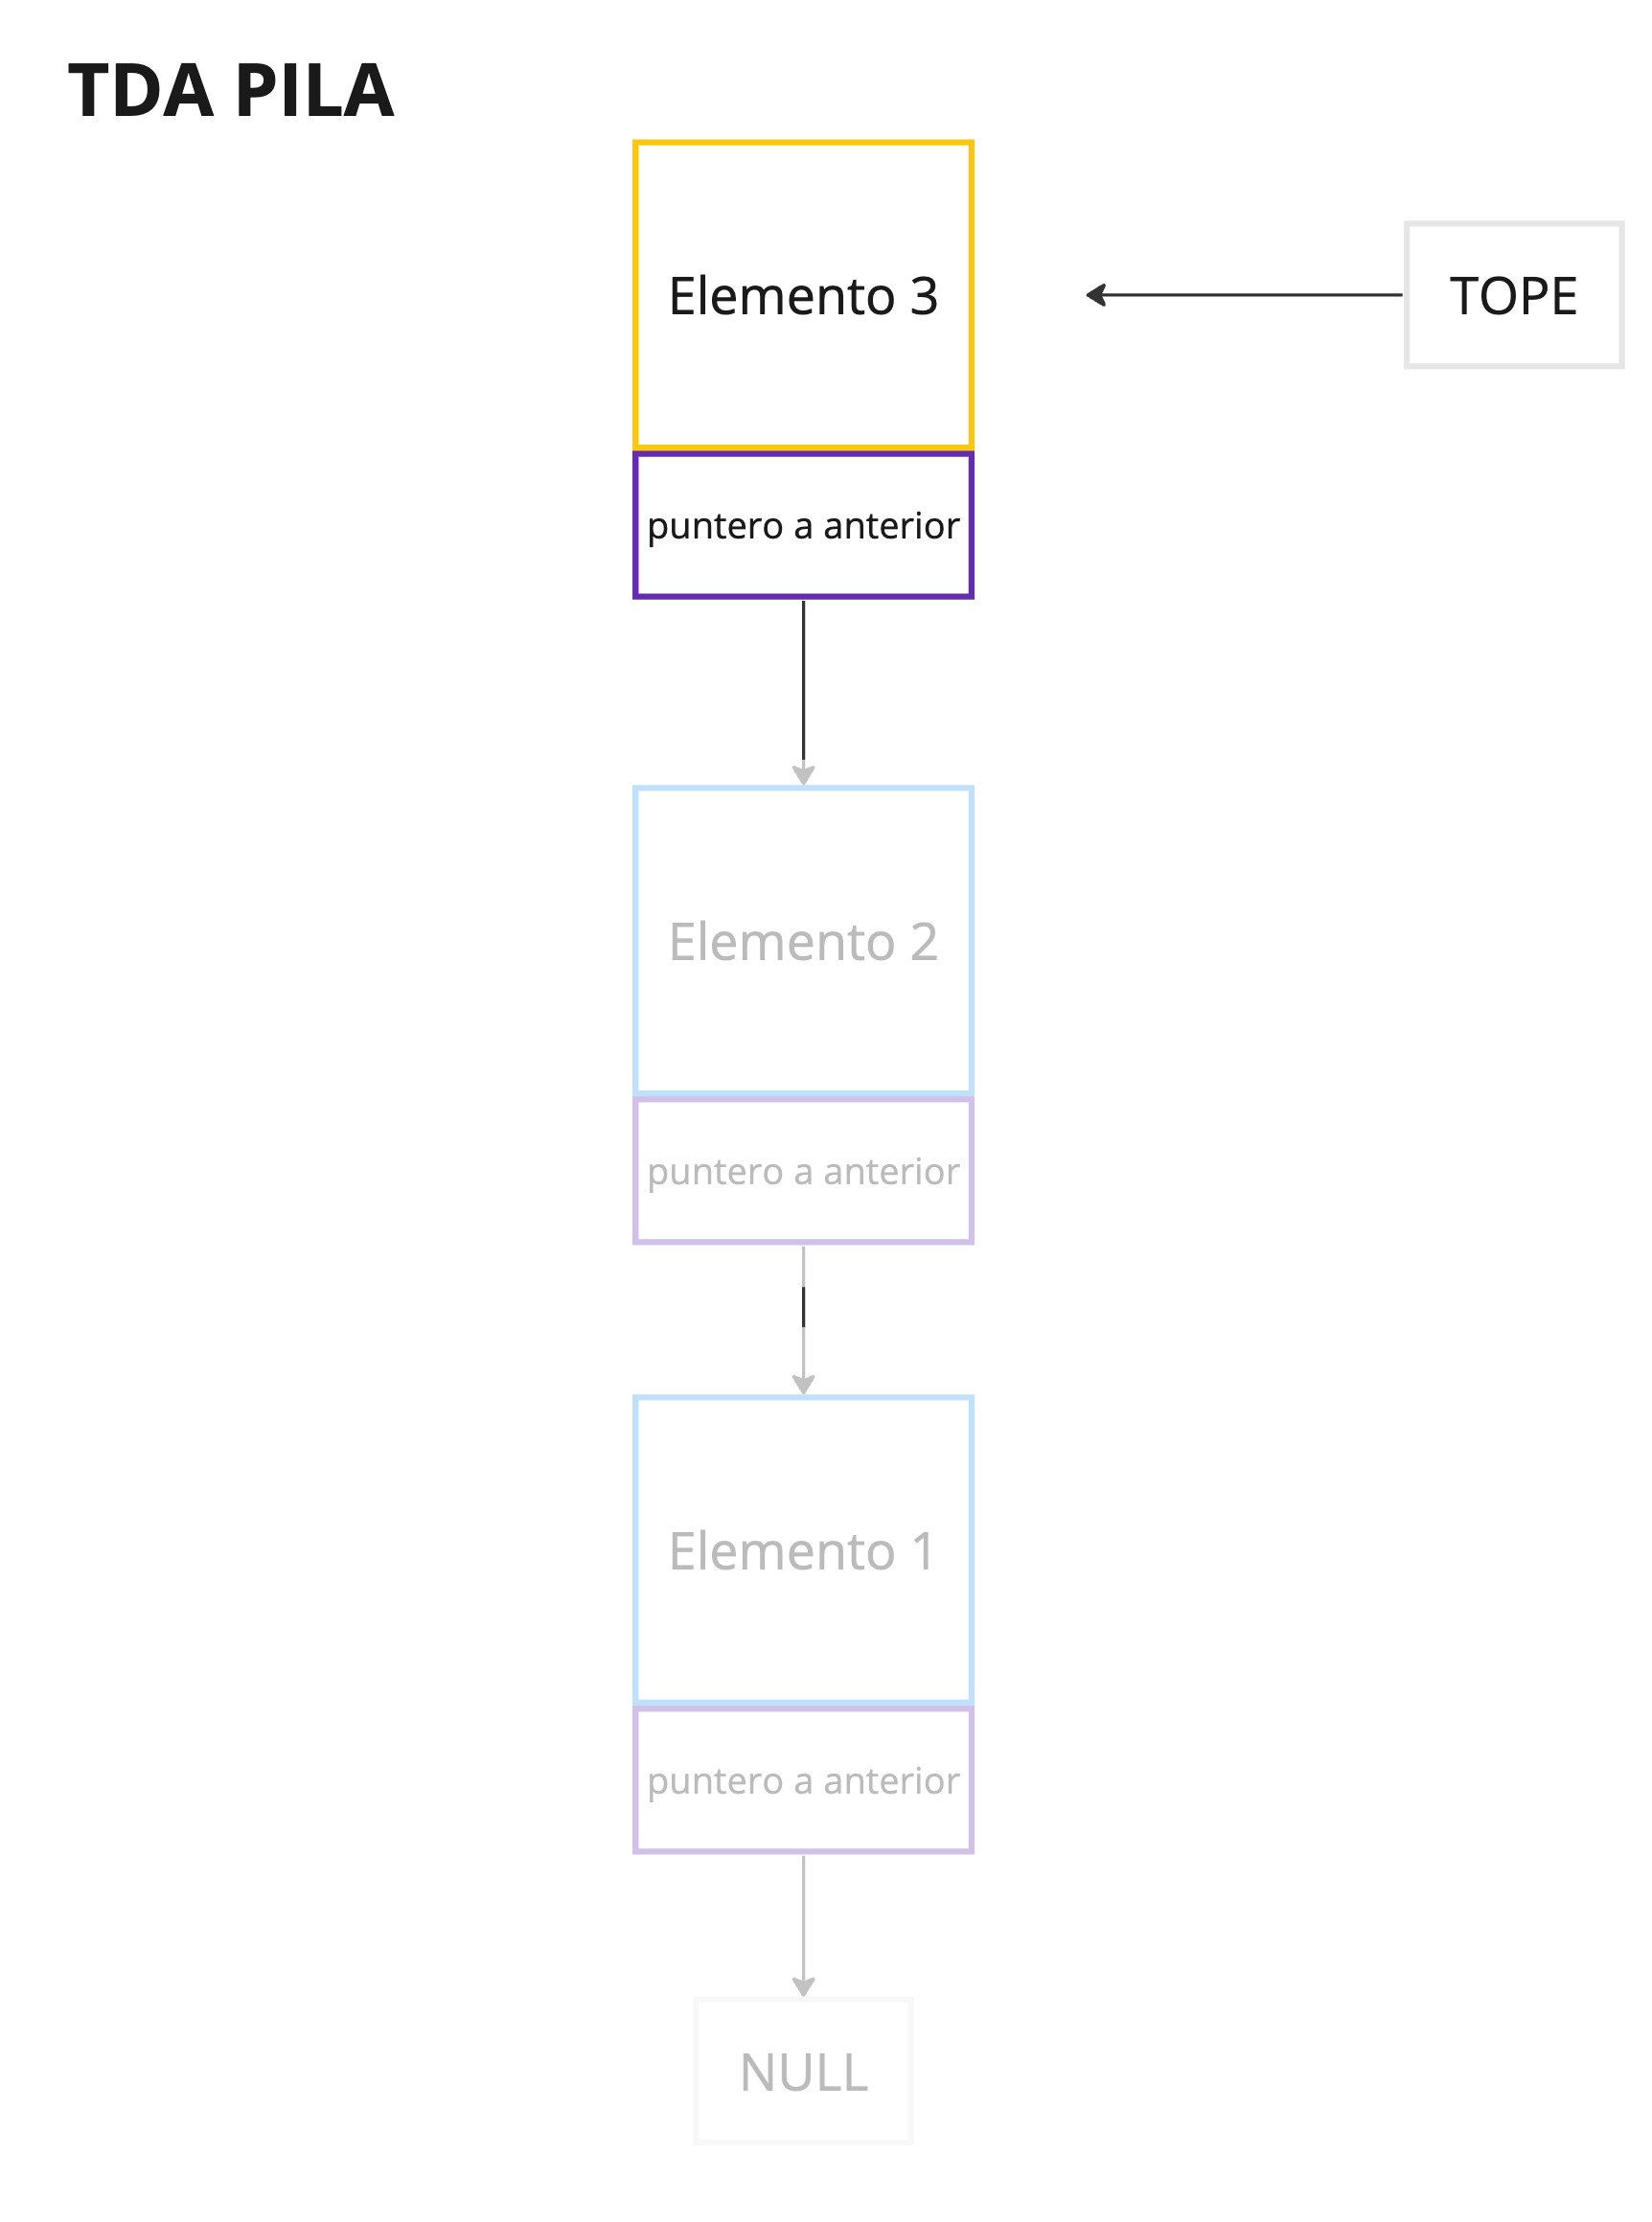 TDA PILA
Elemento 3
TOPE
puntero a anterior
Elemento 2
puntero a anterior
Elemento 1
puntero a anterior
NULL